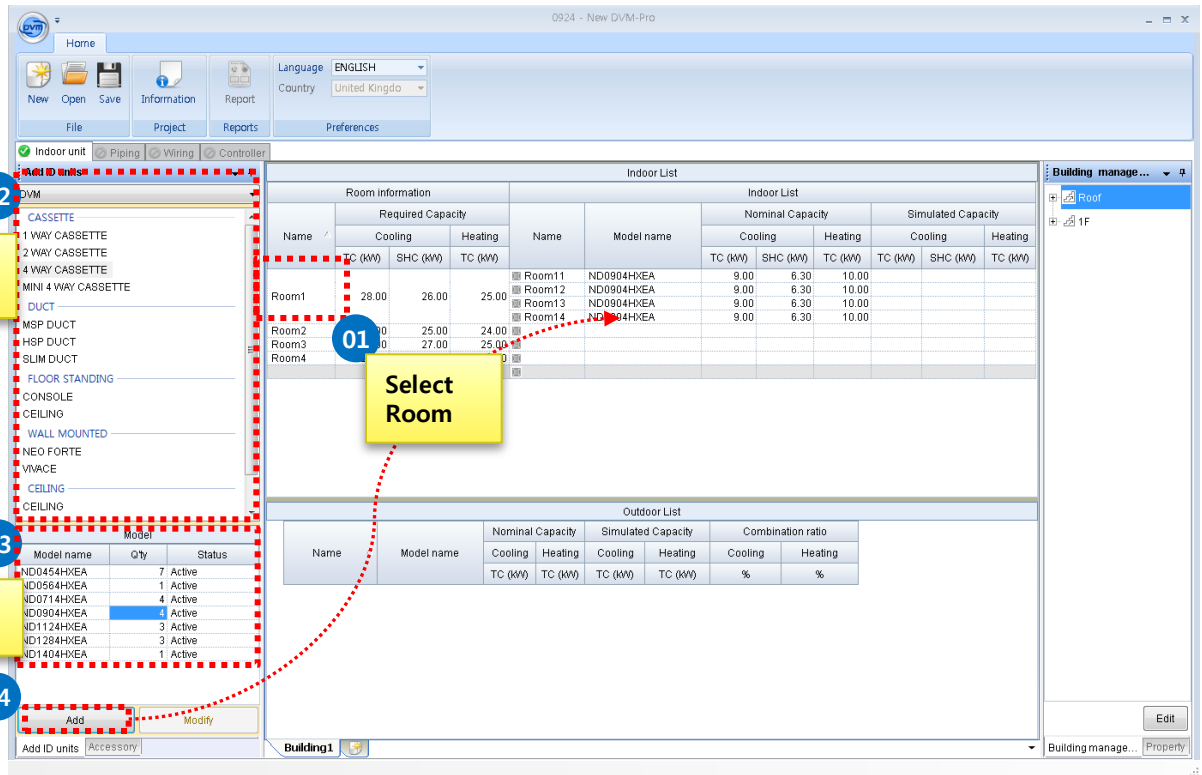 0924 - New DVM-Pro
DVM
Home
New Open Save Information Report
Language ENGLISH
Country United Kingdo
File Project Reports Preferences
Indoor unit Piping Wiring Controller
Add ID units
2
DVM
CASSETTE
1 WAY CASSETTE
2 WAY CASSETTE
4 WAY CASSETTE
MINI 4 WAY CASSETTE
DUCT
MSP DUCT
HSP DUCT
SLIM DUCT
FLOOR STANDING
CONSOLE
CEILING
WALL MOUNTED
NEO FORTE
VIVACE
CEILING
CEILING
3
Model
Model name Q'ty Status
ND0454HXEA 7 Active
ND0564HXEA 1 Active
ND0714HXEA 4 Active
ND0904HXEA 4 Active
ND1124HXEA 3 Active
ND1284HXEA 3 Active
ND1404HXEA 1 Active
4
Add Modify
Add ID units Accessory
Indoor List
Room information Indoor List
Required Capacity Nominal Capacity Simulated Capacity
Name Cooling Heating Name Model name Cooling Heating Cooling Heating
TC (kW) SHC (kW) TC (kW) TC (kW) SHC (kW) TC (kW) TC (kW) SHC (kW) TC (kW)
Room1 28.00 26.00 25.00
Room11 ND0904HXEA 9.00 6.30 10.00
Room12 ND0904HXEA 9.00 6.30 10.00
Room13 ND0904HXEA 9.00 6.30 10.00
Room14 ND0904HXEA 9.00 6.30 10.00
Room2 25.00 24.00
Room3 27.00 25.00
Room4
01
Select
Room
Outdoor List
Name Model name Nominal Capacity Simulated Capacity Combination ratio
Cooling Heating Cooling Heating Cooling Heating
TC (kW) TC (kW) TC (kW) TC (kW) % %
Building1
Building manage...
Roof
1F
Edit
Building manage... Property